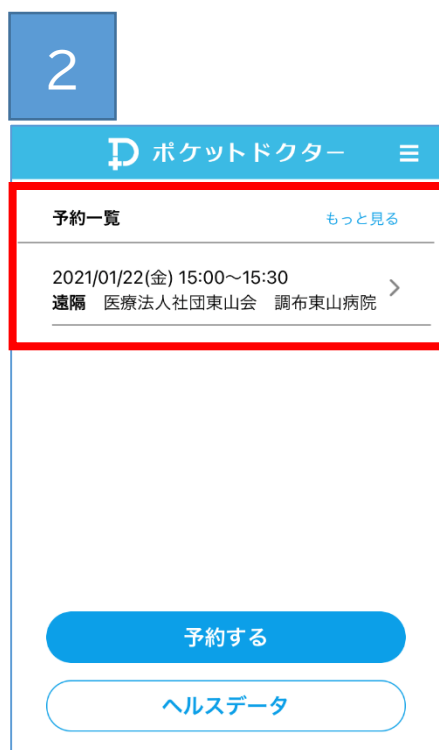 2
ポケットドクター
予約一覧 もっと見る
2021/01/22(金) 15:00~15:30
遠隔 医療法人社団東山会 調布東山病院
予約する
ヘルスデータ